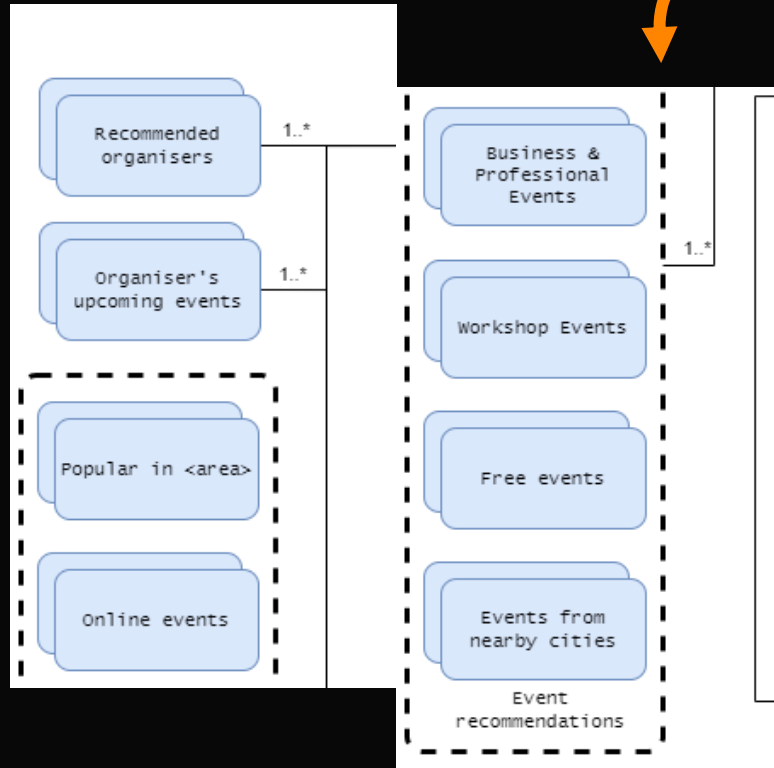 Recommended
organisers
1..*
Organiser's
upcoming events
1..*
Popular in <area>
Online events
Business &
Professional
Events
1..*
Workshop Events
Free events
Events from
nearby cities
Event
recommendations